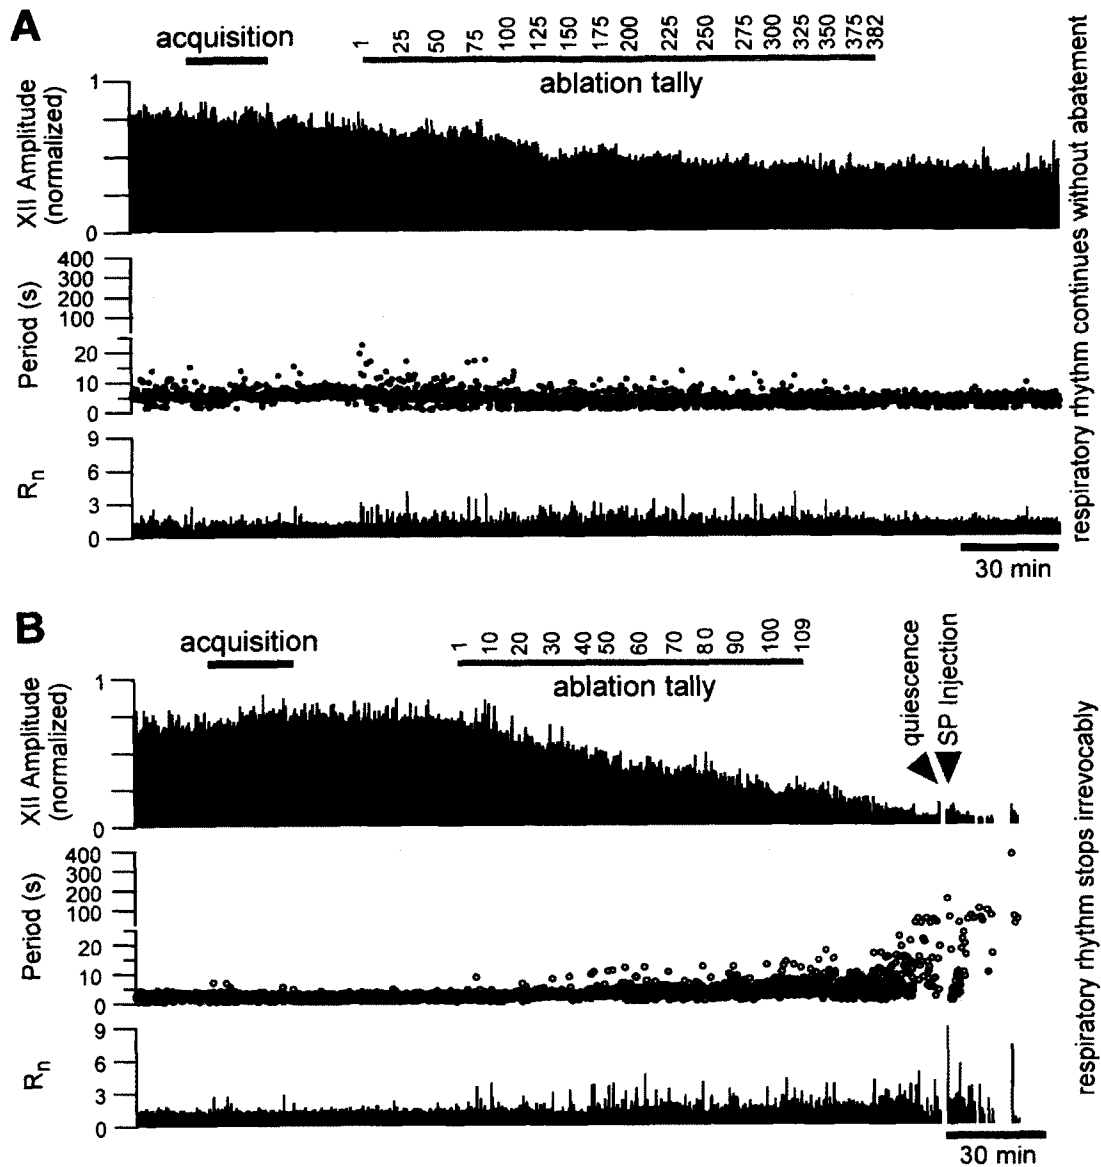 A
acquisition
1 25 50 75 100 125 150 175 200 225 250 275 300 325 350 375 382
ablation tally
XII Amplitude
(normalized)
1
0
Period (s)
400
300
200
100
20
10
0
Rn
9
6
3
0
30 min
respiratory rhythm continues without abatement
B
acquisition
1 10 20 30 40 50 60 70 80 90 100 109
ablation tally
quiescence
SP Injection
XII Amplitude
(normalized)
1
0
Period (s)
400
300
200
100
20
10
0
Rn
9
6
3
0
30 min
respiratory rhythm stops irrevocably